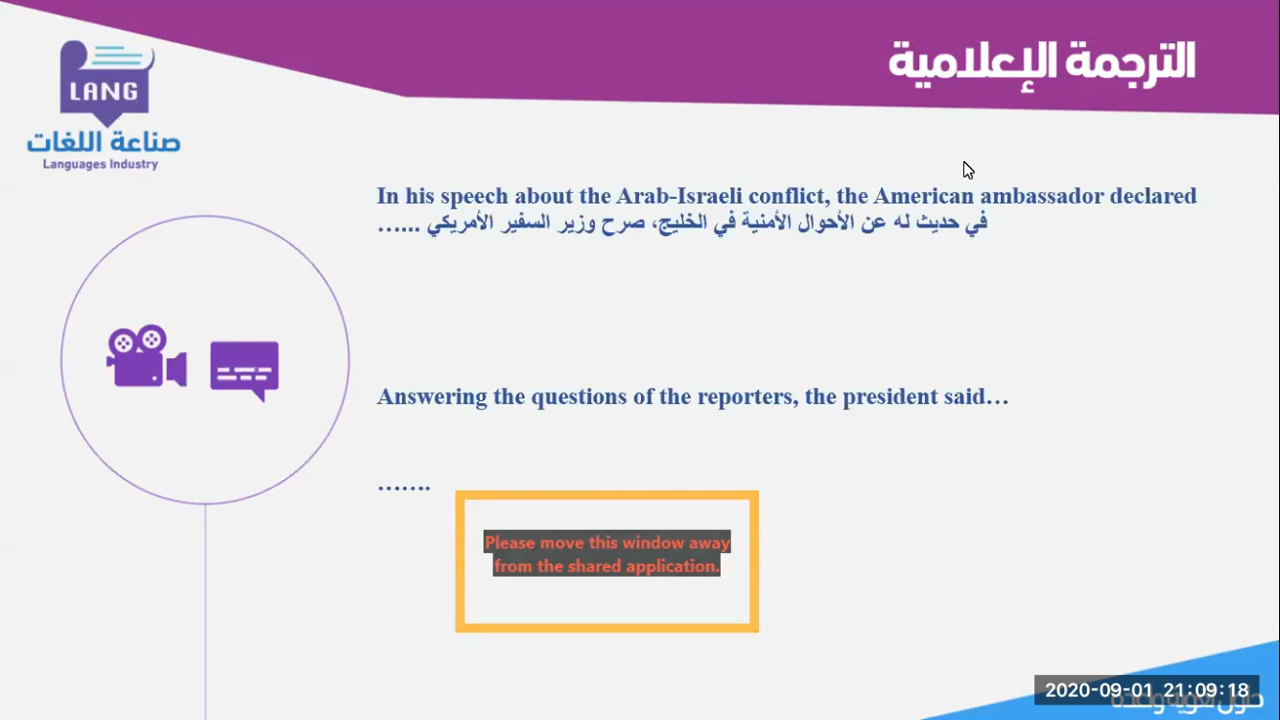 LANG
صناعة اللغات
Languages Industry
الترجمة الإعلامية
In his speech about the Arab-Israeli conflict, the American ambassador declared
في حديث له عن الأحوال الأمنية في الخليج، صرح وزير السفير الأمريكي ......
Answering the questions of the reporters, the president said…
…….
Please move this window away
from the shared application.
2020-09-01 21:09:18